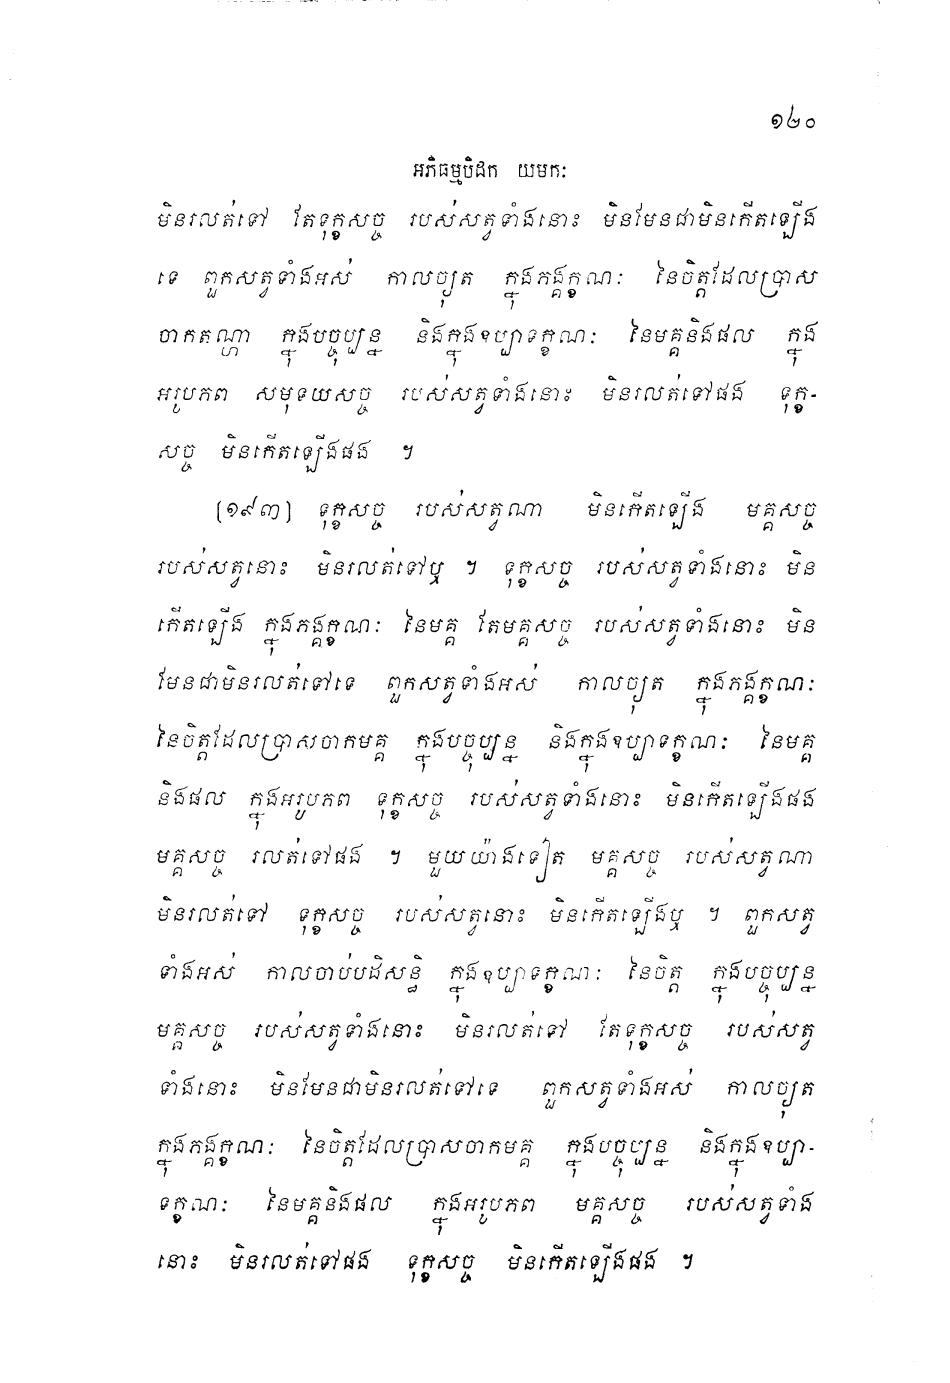 ១២០
អភិធម្មបិដក យមកៈ
មិនរលត់ទៅ តែទុក្ខសច្ច របស់សត្វទាំងនោះ មិនមែនជាមិនកើតឡើង
ទេ ពួកសត្វទាំងអស់ កាលច្យុត ក្នុងភង្គក្ខណៈ នៃចិត្តដែលប្រាស
ចាកតណ្ហា ក្នុងបច្ចុប្បន្ន និងក្នុងឧប្បាទក្ខណៈ នៃមគ្គនិងផល ក្នុង
អរូបភព សមុទយសច្ច របស់សត្វទាំងនោះ មិនរលត់ទៅផង ទុក្ខ-
សច្ច មិនកើតឡើងផង ។
[១៩៣] ទុក្ខសច្ច របស់សត្វណា មិនកើតឡើង មគ្គសច្ច
របស់សត្វនោះ មិនរលត់ទៅឬ ។ ទុក្ខសច្ច របស់សត្វទាំងនោះ មិន
កើតឡើង ក្នុងភង្គក្ខណៈ នៃមគ្គ តែមគ្គសច្ច របស់សត្វទាំងនោះ មិន
មែនជាមិនរលត់ទៅទេ ពួកសត្វទាំងអស់ កាលច្យុត ក្នុងភង្គក្ខណៈ
នៃចិត្តដែលប្រាសចាកមគ្គ ក្នុងបច្ចុប្បន្ន និងក្នុងឧប្បាទក្ខណៈ នៃមគ្គ
និងផល ក្នុងអរូបភព ទុក្ខសច្ច របស់សត្វទាំងនោះ មិនកើតឡើងផង
មគ្គសច្ច រលត់ទៅផង ។ មួយយ៉ាងទៀត មគ្គសច្ច របស់សត្វណា
មិនរលត់ទៅ ទុក្ខសច្ច របស់សត្វនោះ មិនកើតឡើងឬ ។ ពួកសត្វ
ទាំងអស់ កាលចាប់បដិសន្ធិ ក្នុងឧប្បាទក្ខណៈ នៃចិត្ត ក្នុងបច្ចុប្បន្ន
មគ្គសច្ច របស់សត្វទាំងនោះ មិនរលត់ទៅ តែទុក្ខសច្ច របស់សត្វ
ទាំងនោះ មិនមែនជាមិនរលត់ទៅទេ ពួកសត្វទាំងអស់ កាលច្យុត
ក្នុងភង្គក្ខណៈ នៃចិត្តដែលប្រាសចាកមគ្គ ក្នុងបច្ចុប្បន្ន និងក្នុងឧប្បា-
ទក្ខណៈ នៃមគ្គនិងផល ក្នុងអរូបភព មគ្គសច្ច របស់សត្វទាំង
នោះ មិនរលត់ទៅផង ទុក្ខសច្ច មិនកើតឡើងផង ។